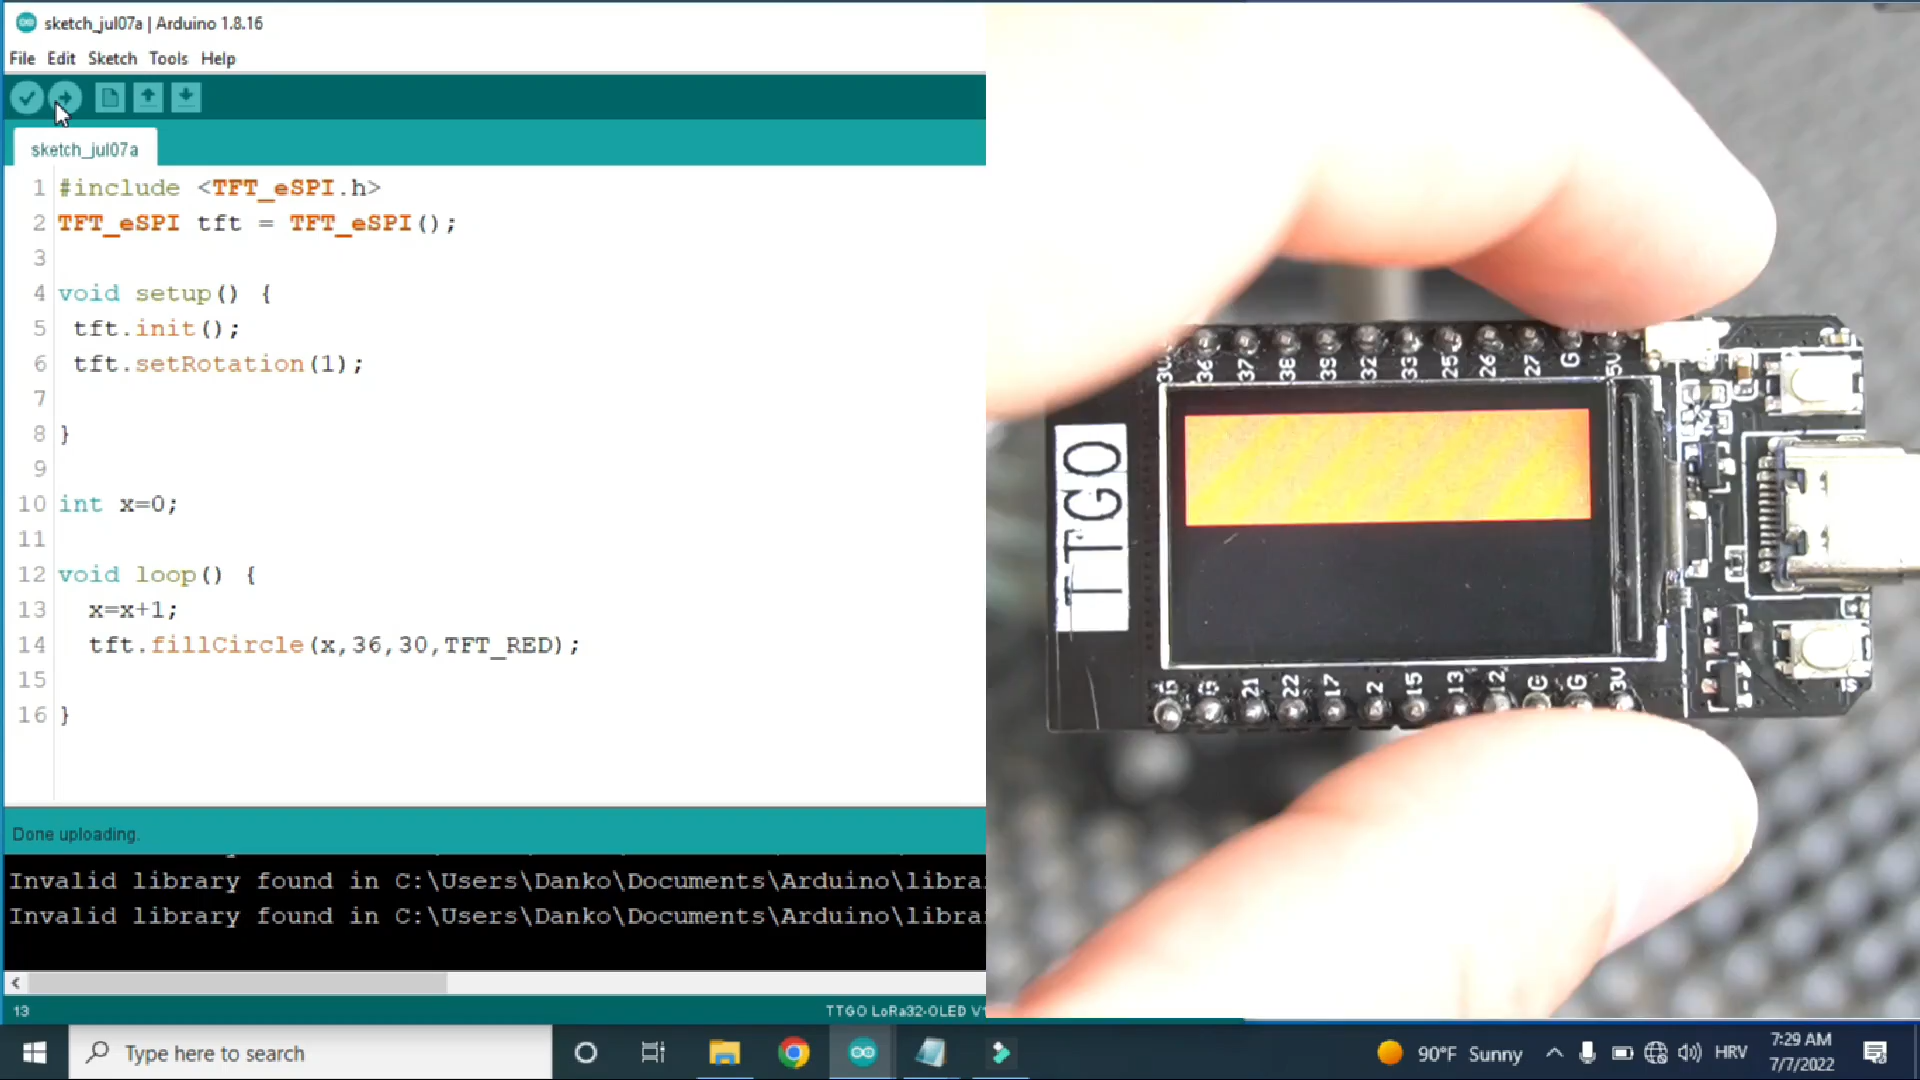 sketch_jul07a | Arduino 1.8.16
File Edit Sketch Tools Help
sketch_jul07a
1 #include <TFT_eSPI.h>
2 TFT_eSPI tft = TFT_eSPI();
3
4 void setup() {
5 tft.init();
6 tft.setRotation(1);
7
8 }
9
10 int x=0;
11
12 void loop() {
13 x=x+1;
14 tft.fillCircle(x,36,30,TFT_RED);
15
16 }
Done uploading.
Invalid library found in C:\Users\Danko\Documents\Arduino\libra
Invalid library found in C:\Users\Danko\Documents\Arduino\libra
13
TTGO LoRa32-OLED V1
3V 36 37 38 39 32 33 25 26 27 G 5V
TTGO
21 22 17 2 15 13 12 G G 3V
Type here to search
90°F Sunny
HRV
7:29 AM
7/7/2022